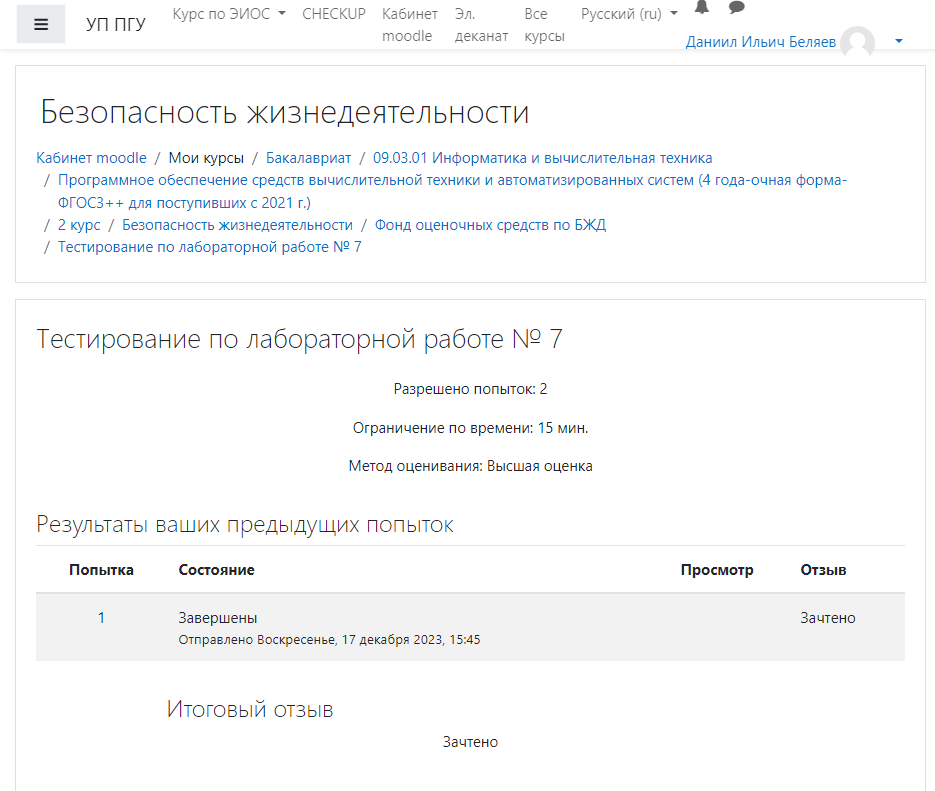 УП ПГУ
Курс по ЭИОС
CHECKUP
Кабинет moodle
Эл. деканат
Все курсы
Русский (ru)
Даниил Ильич Беляев
Безопасность жизнедеятельности
Кабинет moodle / Мои курсы / Бакалавриат / 09.03.01 Информатика и вычислительная техника
/ Программное обеспечение средств вычислительной техники и автоматизированных систем (4 года-очная форма-
ФГОС3++ для поступивших с 2021 г.)
/ 2 курс / Безопасность жизнедеятельности / Фонд оценочных средств по БЖД
/ Тестирование по лабораторной работе № 7
Тестирование по лабораторной работе № 7
Разрешено попыток: 2
Ограничение по времени: 15 мин.
Метод оценивания: Высшая оценка
Результаты ваших предыдущих попыток
Попытка Состояние Просмотр Отзыв
1 Завершены Зачтено
Отправлено Воскресенье, 17 декабря 2023, 15:45
Итоговый отзыв
Зачтено